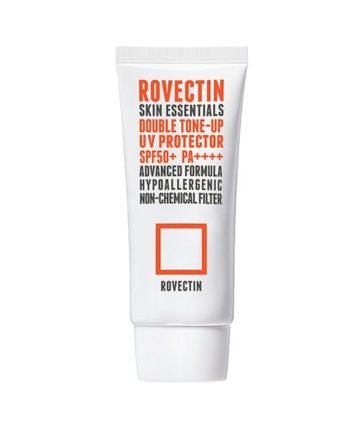 ROVECTIN
SKIN ESSENTIALS
DOUBLE TONE-UP
UV PROTECTOR
SPF50+ PA++++
ADVANCED FORMULA
HYPOALLERGENIC
NON-CHEMICAL FILTER
ROVECTIN